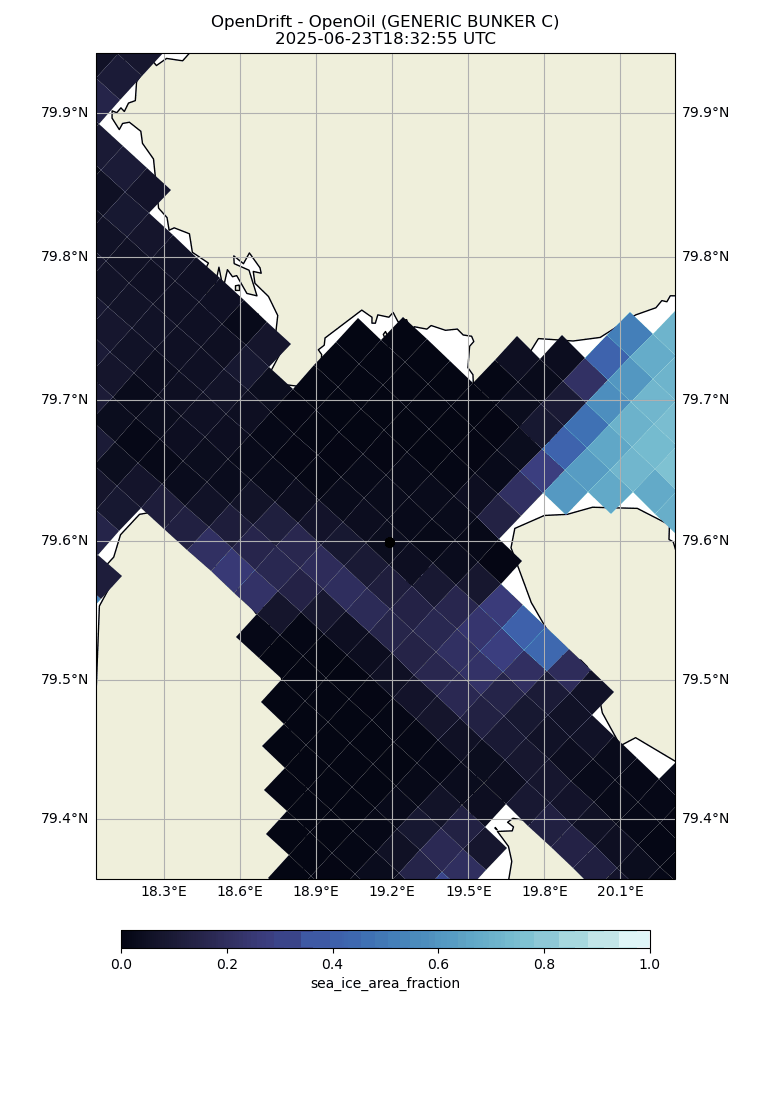 OpenDrift - OpenOil (GENERIC BUNKER C)
2025-06-23T18:32:55 UTC
79.9°N 79.9°N
79.8°N 79.8°N
79.7°N 79.7°N
79.6°N 79.6°N
79.5°N 79.5°N
79.4°N 79.4°N
18.3°E 18.6°E 18.9°E 19.2°E 19.5°E 19.8°E 20.1°E
0.0 0.2 0.4 0.6 0.8 1.0
sea_ice_area_fraction